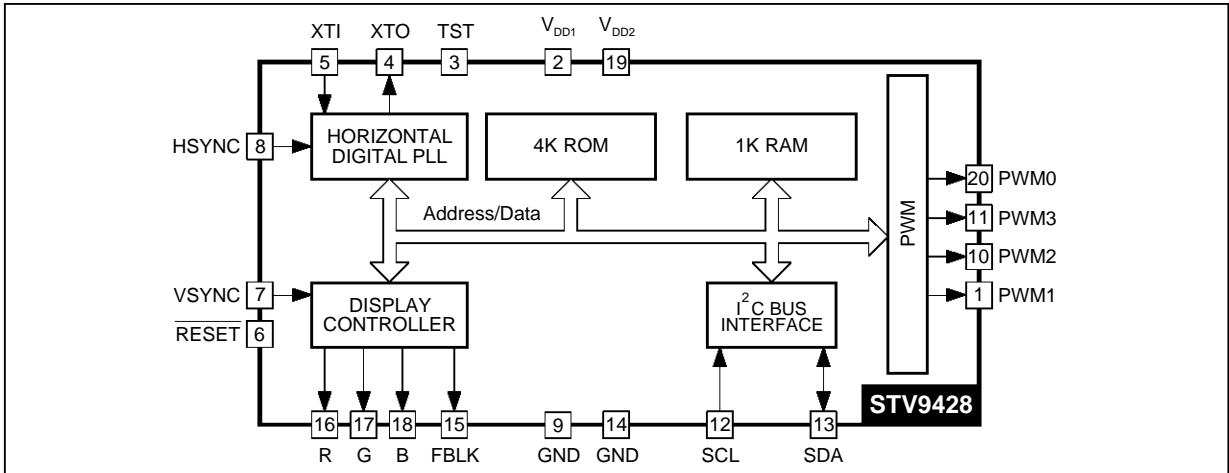 XTI XTO TST V DD1 V DD2
5 4 3 2 19
HSYNC 8
HORIZONTAL
DIGITAL PLL
4K ROM
1K RAM
Address/Data
PWM
20 PWM0
11 PWM3
10 PWM2
1 PWM1
VSYNC 7
RESET 6
DISPLAY
CONTROLLER
I2C BUS
INTERFACE
STV9428
16 17 18 15 9 14 12 13
R G B FBLK GND GND SCL SDA